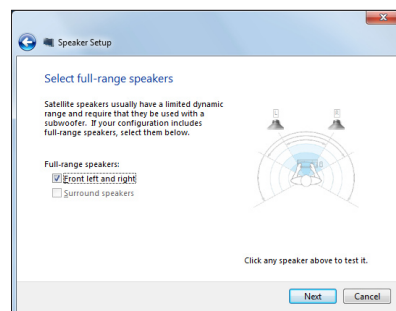 Speaker Setup
Select full-range speakers
Satellite speakers usually have a limited dynamic
range and require that they be used with a
subwoofer. If your configuration includes
full-range speakers, select them below.
L
R
Full-range speakers:
Front left and right
Surround speakers
Click any speaker above to test it.
Next
Cancel